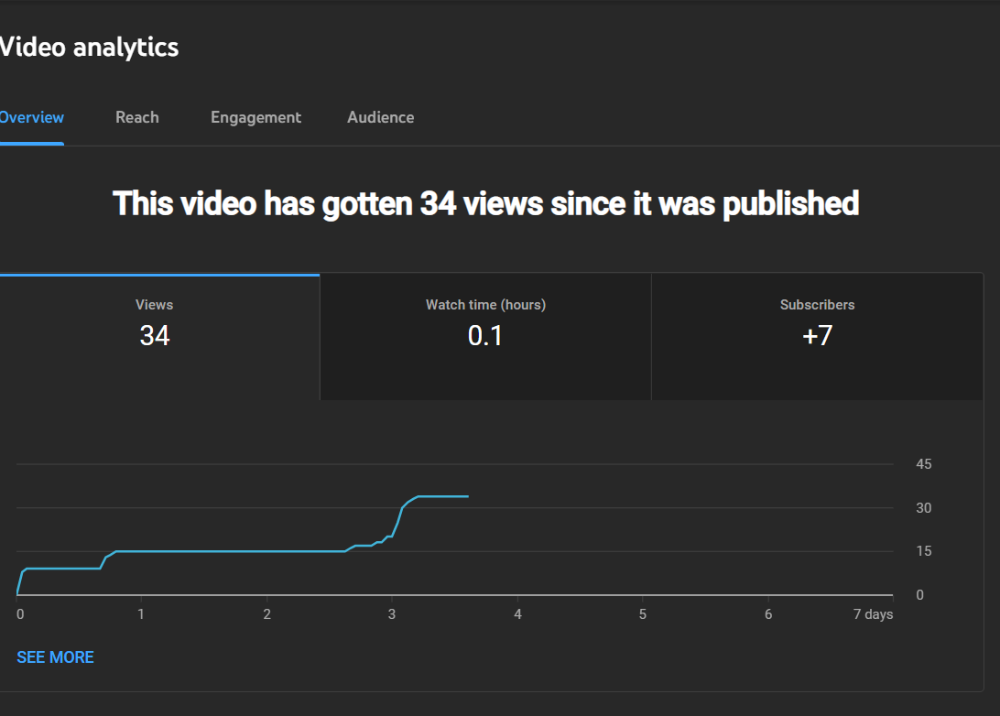 Video analytics
Overview Reach Engagement Audience
This video has gotten 34 views since it was published
Views Watch time (hours) Subscribers
34 0.1 +7
45
30
15
0
0 1 2 3 4 5 6 7 days
SEE MORE